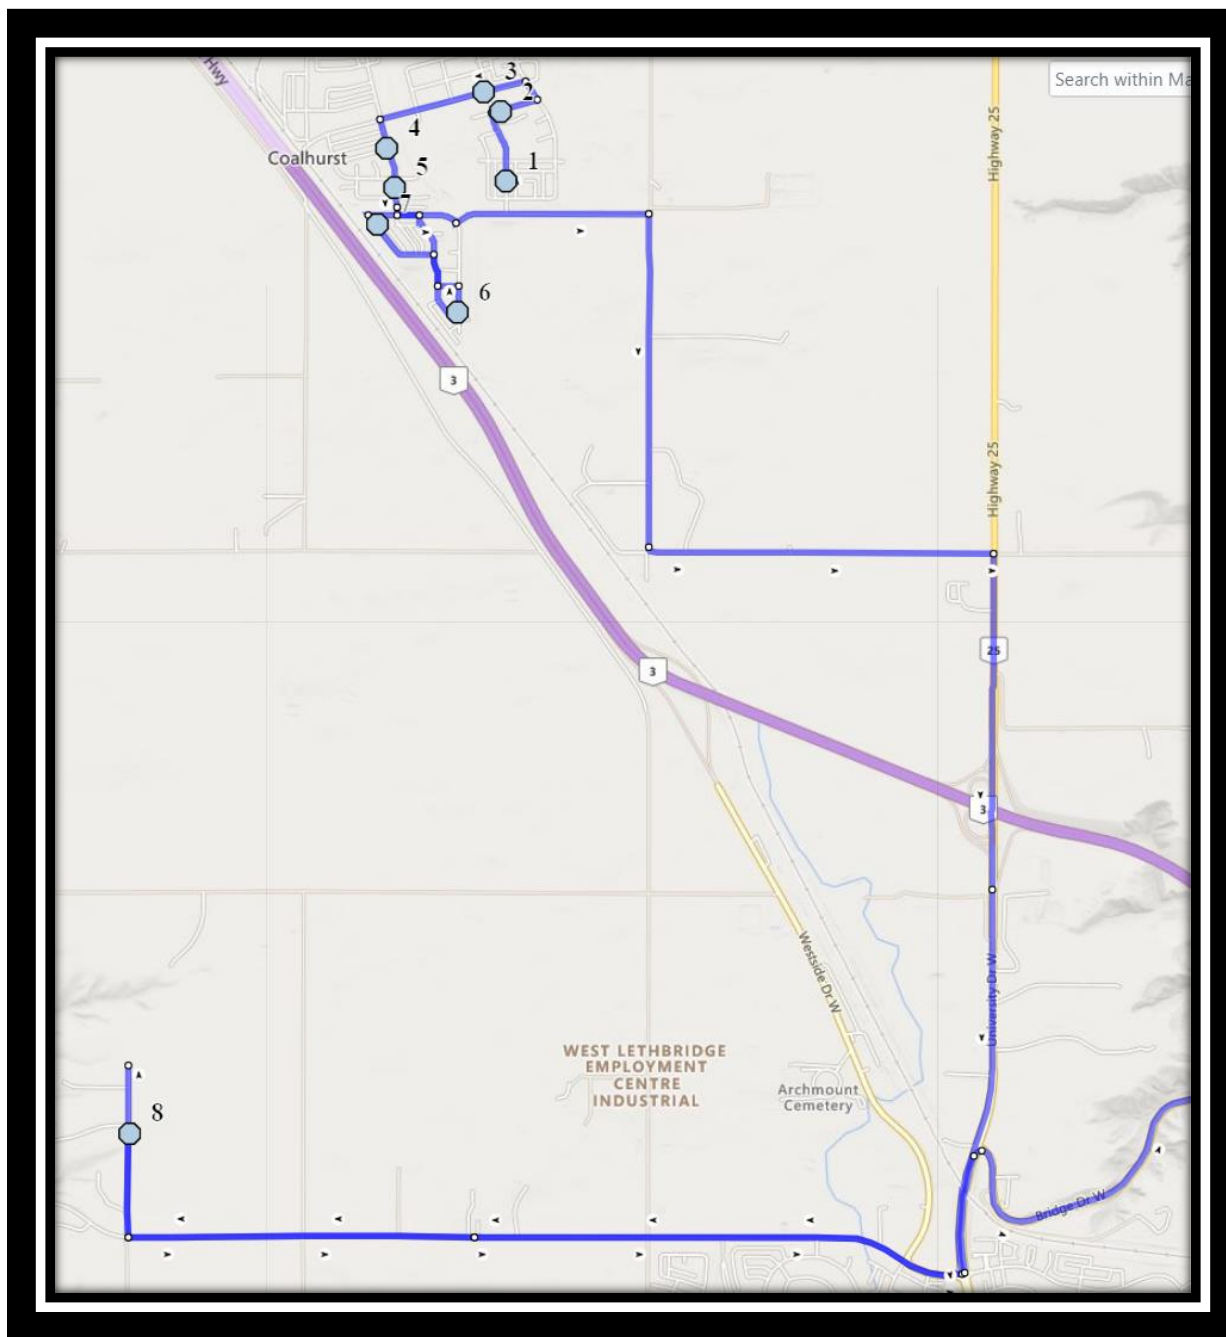 Hwy
3
Search within Ma
2
4
Highway 25
Coalhurst
5
1
7
6
3
Highway 25
25
3
3
Westside Dr W
University Dr W
WEST LETHBRIDGE
EMPLOYMENT
CENTRE
INDUSTRIAL
Archmount
Cemetery
8
Bridge Dr W